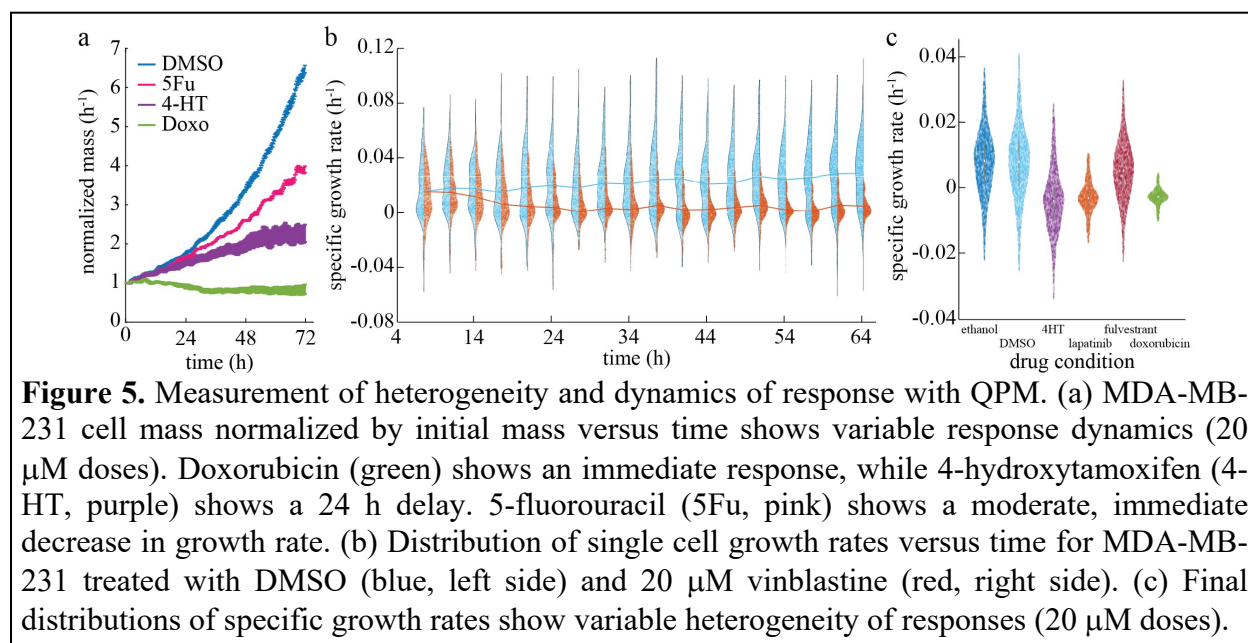 a
normalized mass (h⁻¹)
7
6
5
4
3
2
1
0
DMSO
5Fu
4-HT
Doxo
0 24 48 72
time (h)
b
specific growth rate (h⁻¹)
0.12
0.08
0.04
0
-0.04
-0.08
4 14 24 34 44 54 64
time (h)
c
specific growth rate (h⁻¹)
0.04
0.02
0
-0.02
-0.04
ethanol 4HT fulvestrant
DMSO lapatinib doxorubicin
drug condition
Figure 5. Measurement of heterogeneity and dynamics of response with QPM. (a) MDA-MB-
231 cell mass normalized by initial mass versus time shows variable response dynamics (20
μM doses). Doxorubicin (green) shows an immediate response, while 4-hydroxytamoxifen (4-
HT, purple) shows a 24 h delay. 5-fluorouracil (5Fu, pink) shows a moderate, immediate
decrease in growth rate. (b) Distribution of single cell growth rates versus time for MDA-MB-
231 treated with DMSO (blue, left side) and 20 μM vinblastine (red, right side). (c) Final
distributions of specific growth rates show variable heterogeneity of responses (20 μM doses).